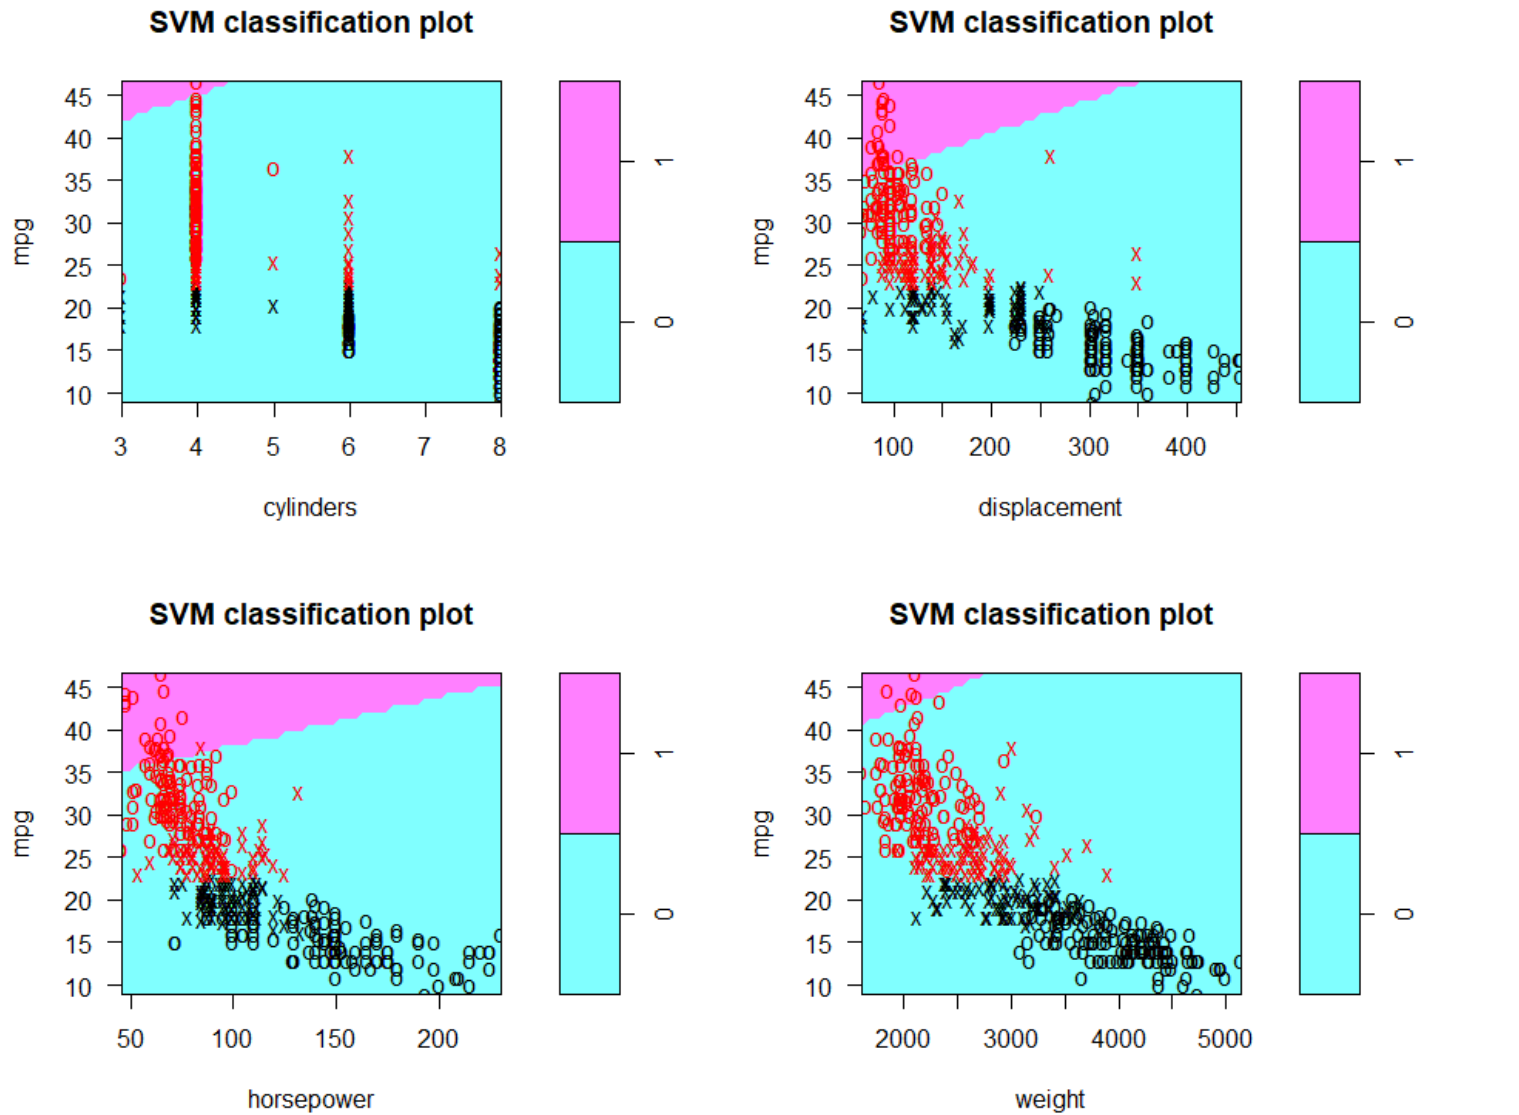 SVM classification plot
45
40
35
30
25
20
15
10
mpg
3 4 5 6 7 8
cylinders
1
0
SVM classification plot
45
40
35
30
25
20
15
10
mpg
100 200 300 400
displacement
1
0
SVM classification plot
45
40
35
30
25
20
15
10
mpg
50 100 150 200
horsepower
1
0
SVM classification plot
45
40
35
30
25
20
15
10
mpg
2000 3000 4000 5000
weight
1
0